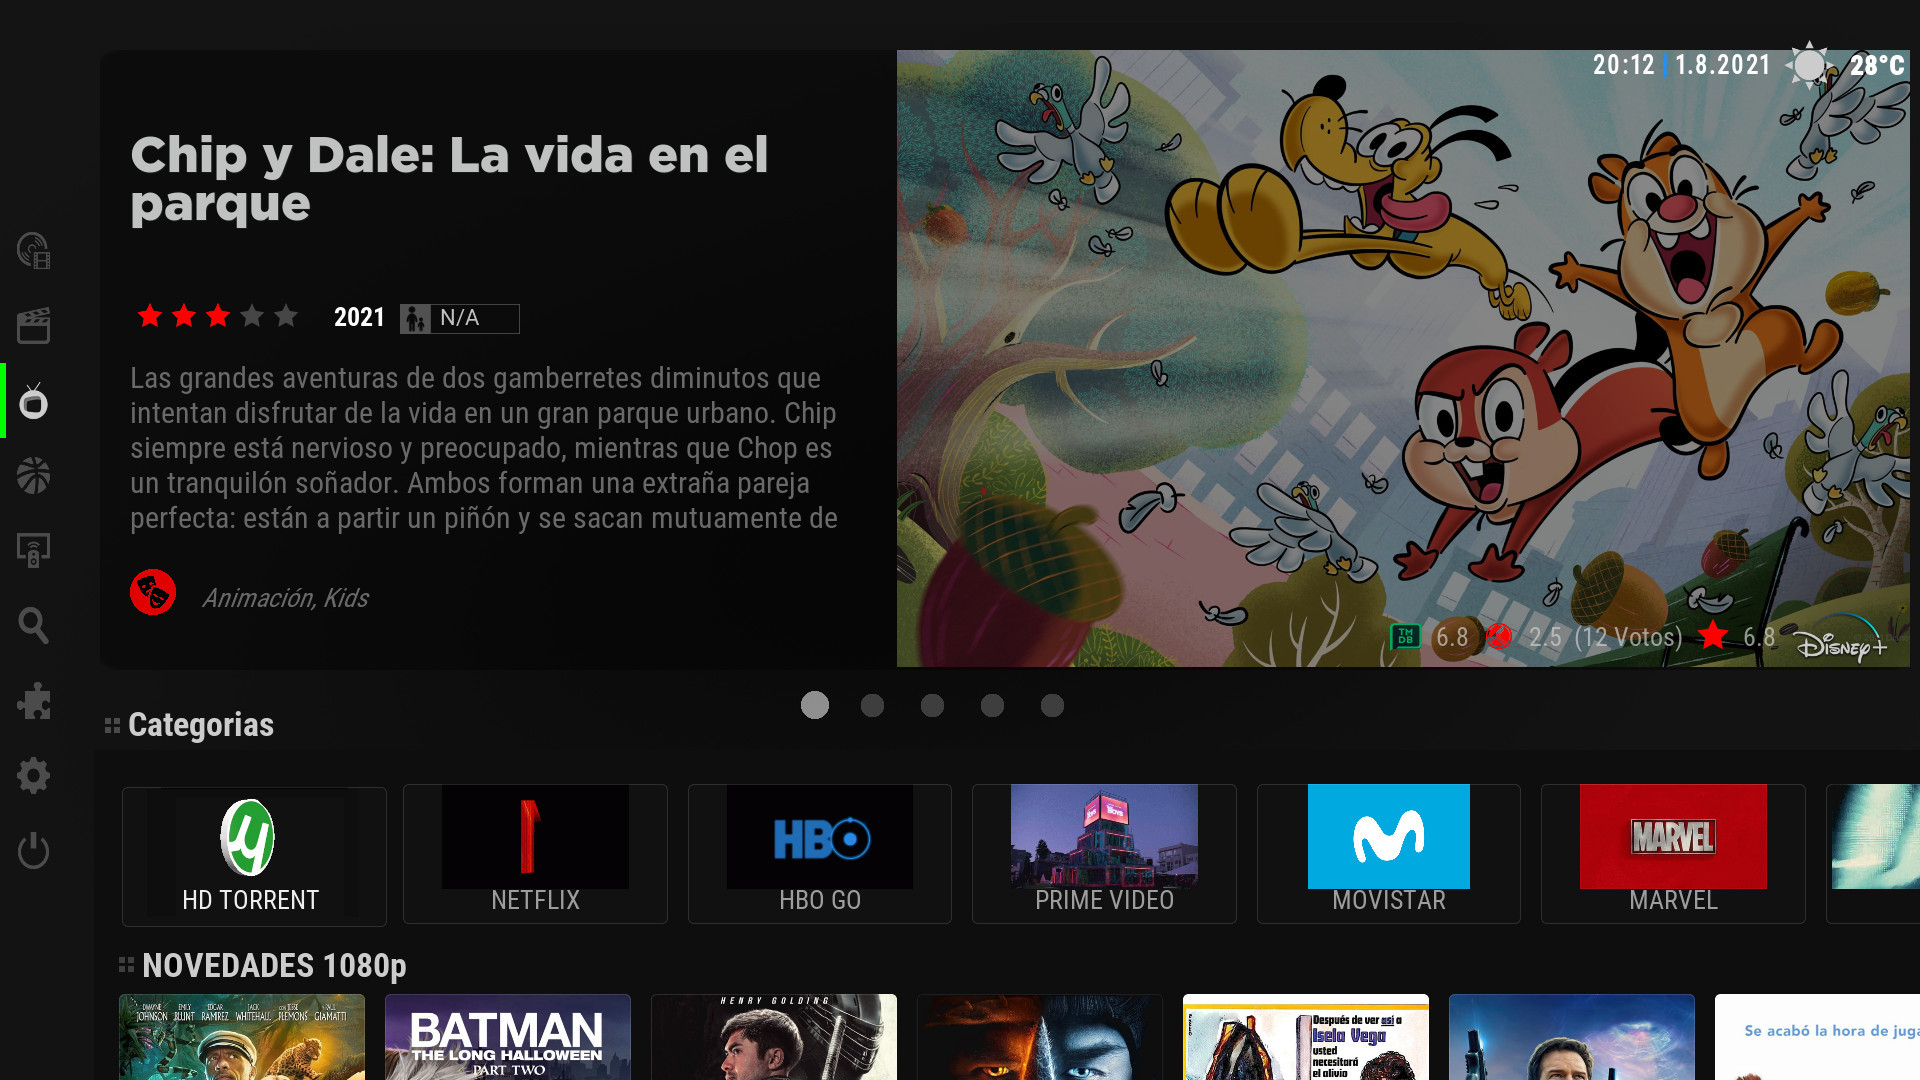 20:12 | 1.8.2021 28°C
Chip y Dale: La vida en el
parque
2021 N/A
Las grandes aventuras de dos gamberretes diminutos que
intentan disfrutar de la vida en un gran parque urbano. Chip
siempre está nervioso y preocupado, mientras que Chop es
un tranquilón soñador. Ambos forman una extraña pareja
perfecta: están a partir un piñón y se sacan mutuamente de
Animación, Kids
TM
DB
6.8 2.5 (12 Votos) 6.8
Disney+
Categorias
HBO
MARVEL
HD TORRENT
NETFLIX
HBO GO
PRIME VIDEO
MOVISTAR
MARVEL
NOVEDADES 1080p
DWAYNE JOHNSON
EMILY BLUNT
EDGAR RAMIREZ
JACK WHITEHALL
JESSE PLEMONS
PAUL GIAMATTI
BATMAN
THE LONG HALLOWEEN
PART TWO
HENRY GOLDING
Después de ver así a
Isela Vega
usted
necesitará
el alivio
Se acabó la hora de juga